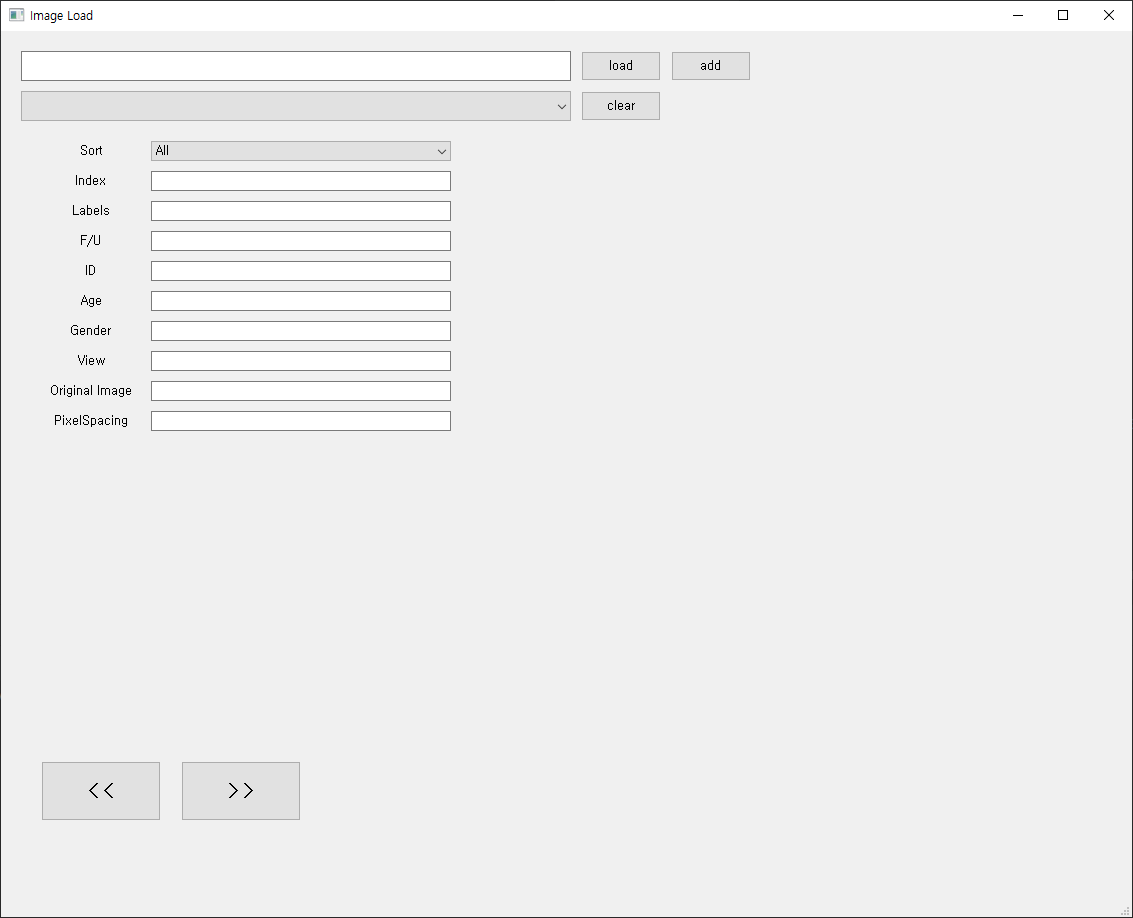 Image Load
load add
clear
Sort All
Index
Labels
F/U
ID
Age
Gender
View
Original Image
PixelSpacing
<< >>